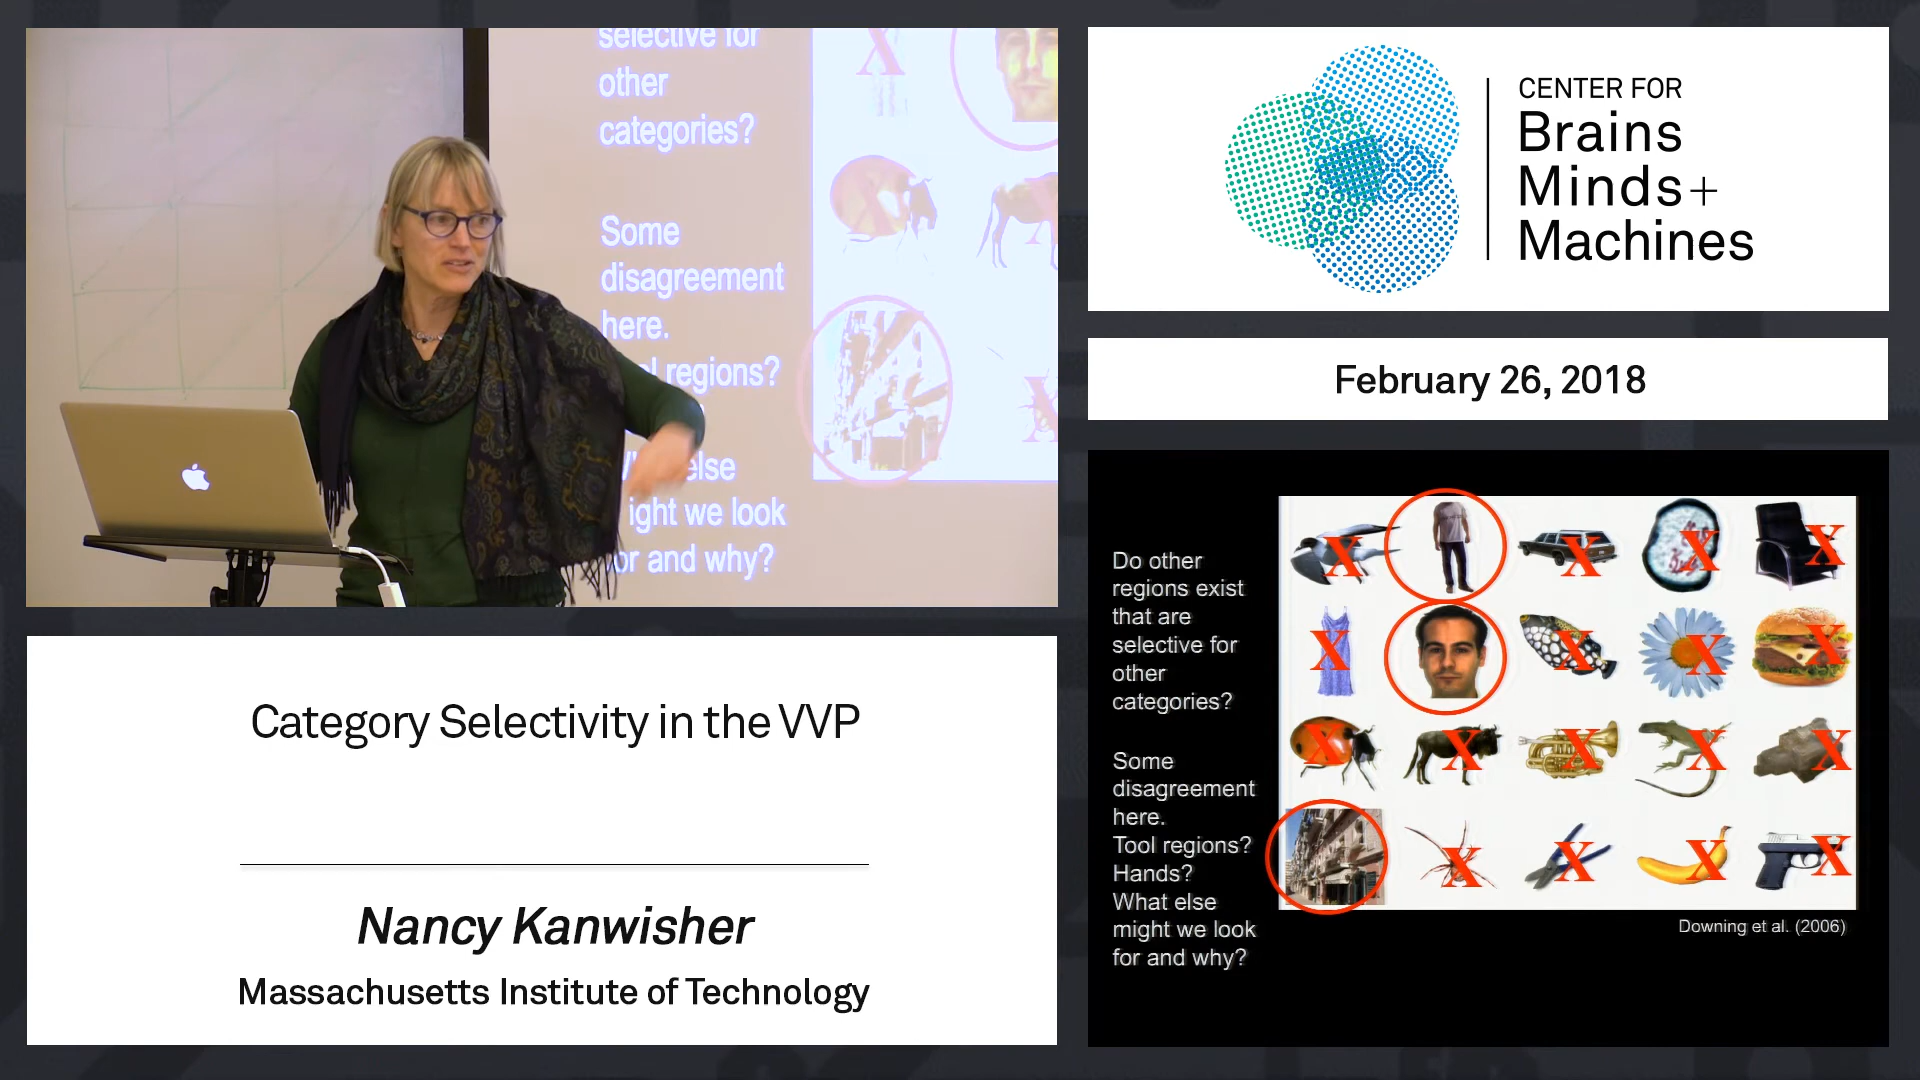 selective for
other
categories?
Some
disagreement
here.
regions?
else
ight we look
or and why?
X
CENTER FOR
Brains
Minds+
Machines
February 26, 2018
Category Selectivity in the VVP
Nancy Kanwisher
Massachusetts Institute of Technology
Do other
regions exist
that are
selective for
other
categories?
Some
disagreement
here.
Tool regions?
Hands?
What else
might we look
for and why?
X X X X
X X X X
X X X X X
X X X X
Downing et al. (2006)